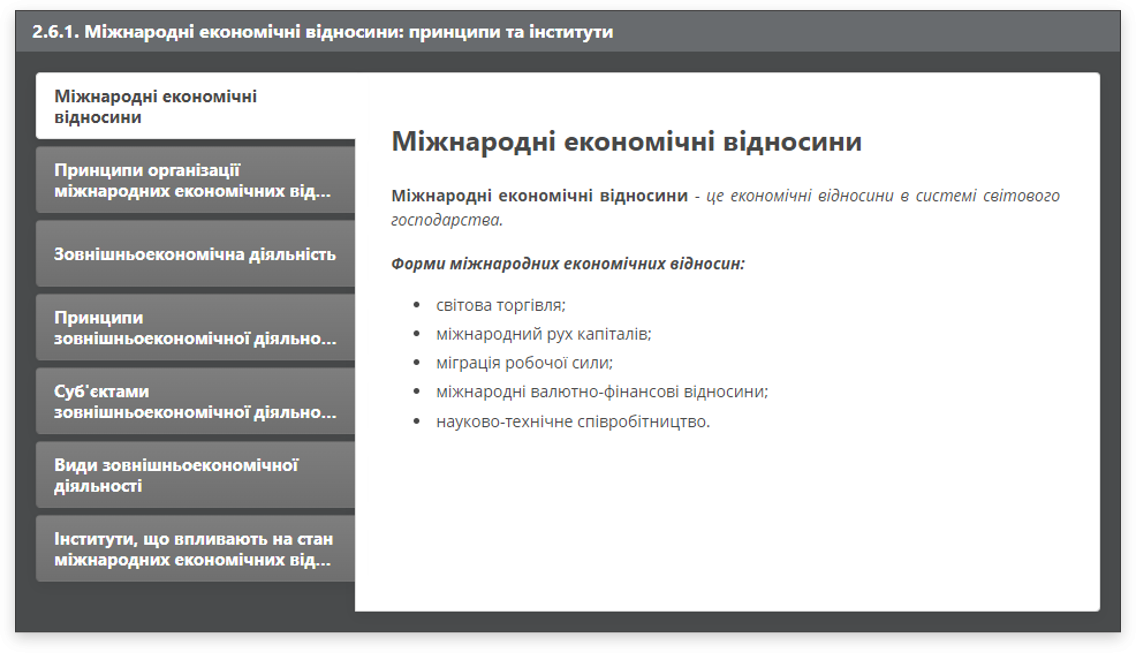 2.6.1. Міжнародні економічні відносини: принципи та інститути
Міжнародні економічні
відносини
Принципи організації
міжнародних економічних від...
Зовнішньоекономічна діяльність
Принципи
зовнішньоекономічної діяльно...
Суб'єктами
зовнішньоекономічної діяльно...
Види зовнішньоекономічної
діяльності
Інститути, що впливають на стан
міжнародних економічних від...
Міжнародні економічні відносини
Міжнародні економічні відносини - це економічні відносини в системі світового
господарства.
Форми міжнародних економічних відносин:
• світова торгівля;
• міжнародний рух капіталів;
• міграція робочої сили;
• міжнародні валютно-фінансові відносини;
• науково-технічне співробітництво.